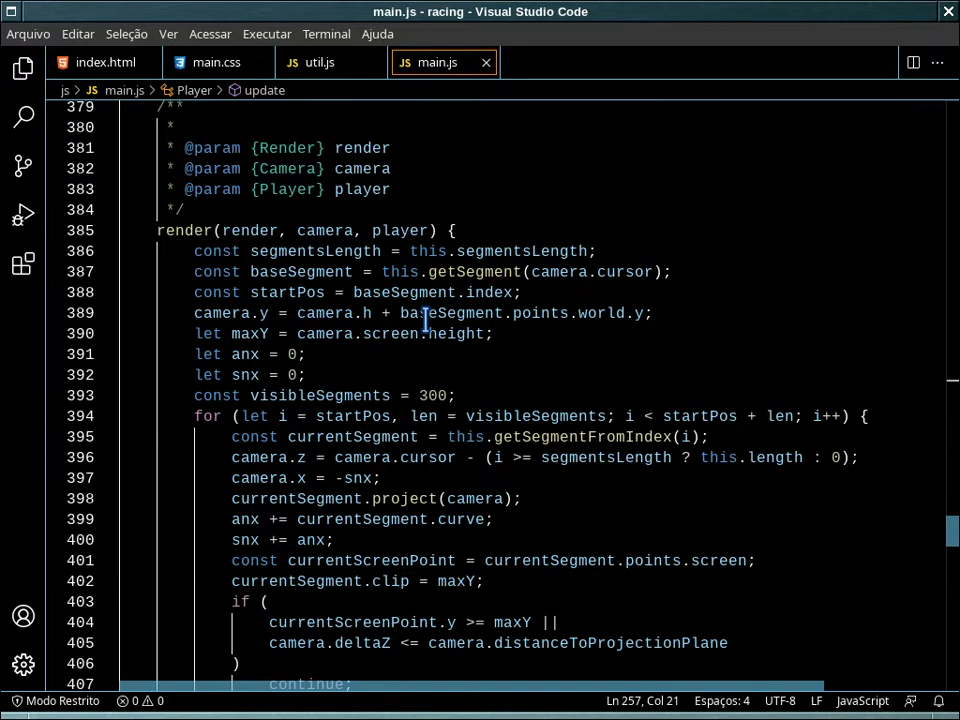 main.js - racing - Visual Studio Code
Arquivo Editar Seleção Ver Acessar Executar Terminal Ajuda
index.html main.css JS util.js JS main.js
js > JS main.js > Player > update
379 /**
380 *
381 * @param {Render} render
382 * @param {Camera} camera
383 * @param {Player} player
384 */
385 render(render, camera, player) {
386 const segmentsLength = this.segmentsLength;
387 const baseSegment = this.getSegment(camera.cursor);
388 const startPos = baseSegment.index;
389 camera.y = camera.h + baseSegment.points.world.y;
390 let maxY = camera.screen.height;
391 let anx = 0;
392 let snx = 0;
393 const visibleSegments = 300;
394 for (let i = startPos, len = visibleSegments; i < startPos + len; i++) {
395 const currentSegment = this.getSegmentFromIndex(i);
396 camera.z = camera.cursor - (i >= segmentsLength ? this.length : 0);
397 camera.x = -snx;
398 currentSegment.project(camera);
399 anx += currentSegment.curve;
400 snx += anx;
401 const currentScreenPoint = currentSegment.points.screen;
402 currentSegment.clip = maxY;
403 if (
404 currentScreenPoint.y >= maxY ||
405 camera.deltaZ <= camera.distanceToProjectionPlane
406 )
407 continue;
Modo Restrito 0 0 Ln 257, Col 21 Espaços: 4 UTF-8 LF JavaScript